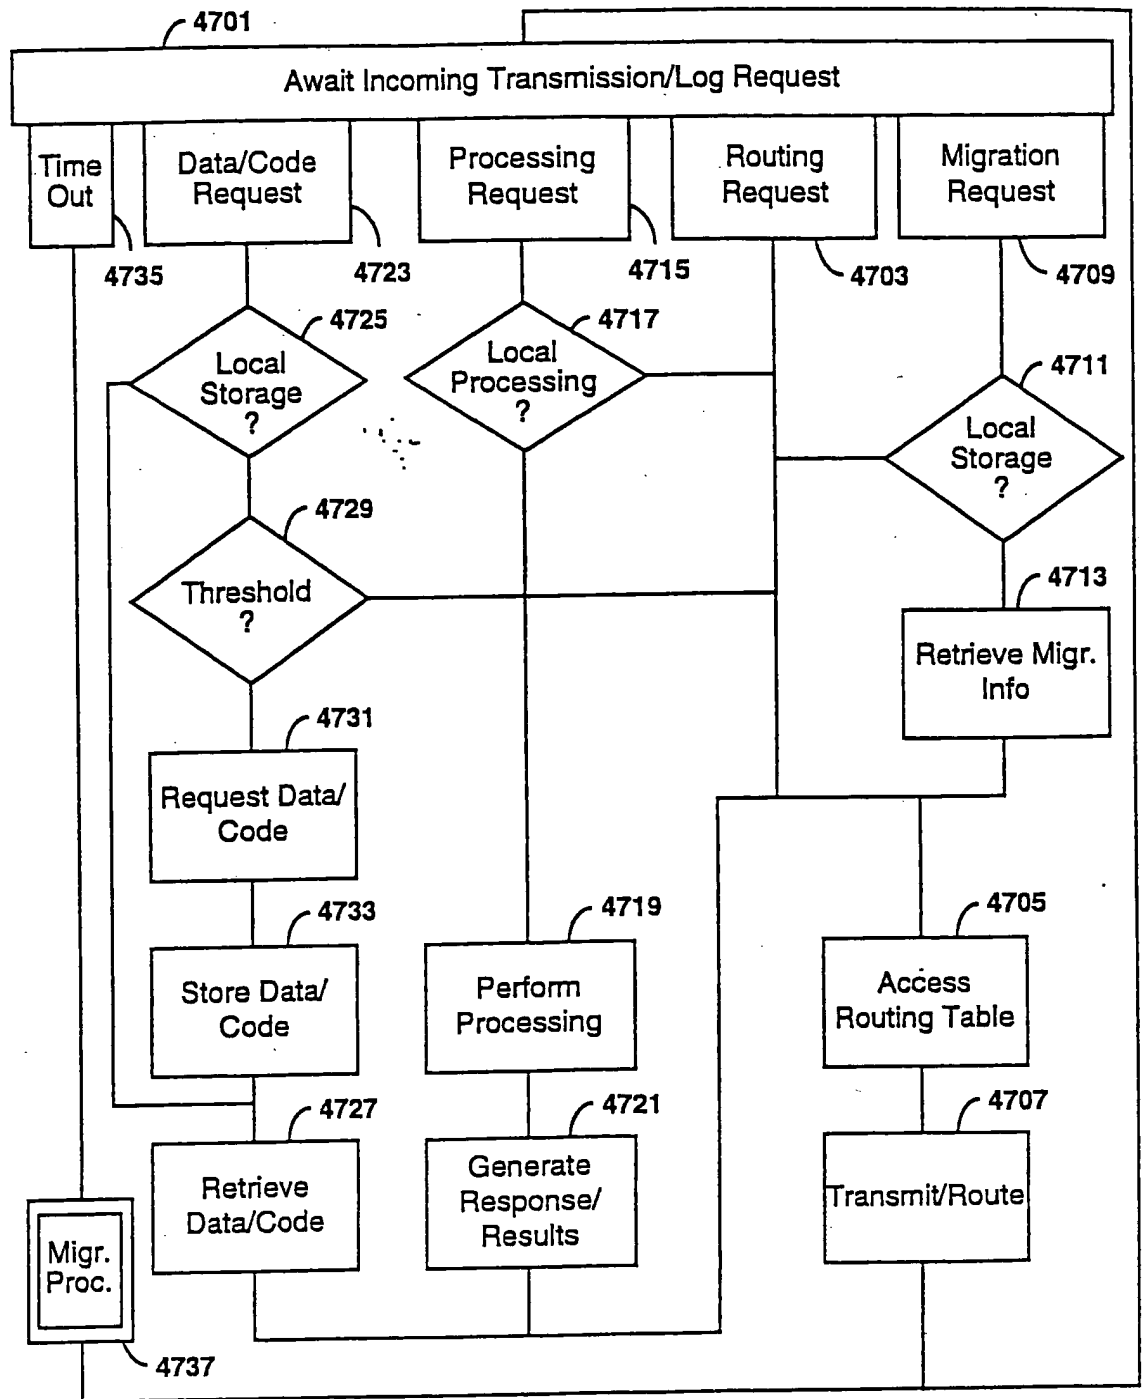 4701
Await Incoming Transmission/Log Request
Time
Out
Data/Code
Request
Processing
Request
Routing
Request
Migration
Request
4735
4723
4715
4703
4709
4725
Local
Storage
?
4717
Local
Processing
?
4711
Local
Storage
?
4729
Threshold
?
4713
Retrieve Migr.
Info
4731
Request Data/
Code
4733
Store Data/
Code
4719
Perform
Processing
4705
Access
Routing Table
4727
Retrieve
Data/Code
4721
Generate
Response/
Results
4707
Transmit/Route
Migr.
Proc.
4737